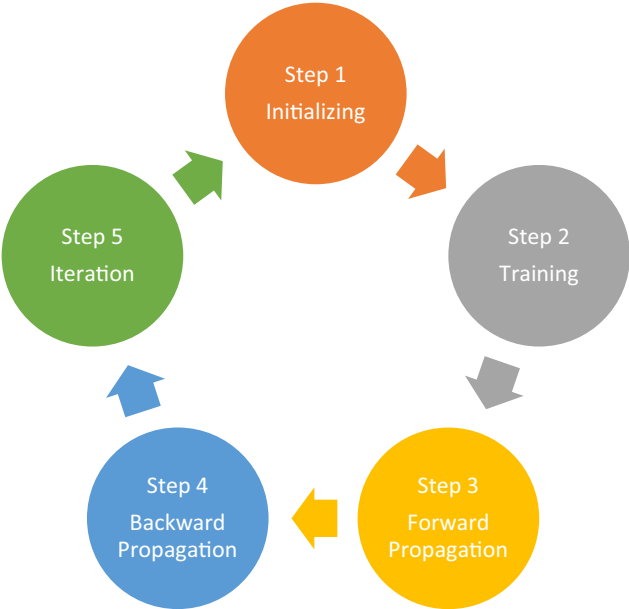 Step 1
Initializing
Step 2
Training
Step 3
Forward
Propagation
Step 4
Backward
Propagation
Step 5
Iteration